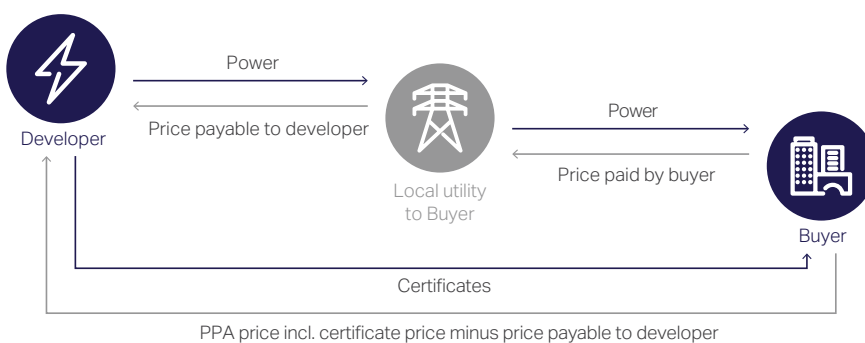 Power
Developer
Price payable to developer
Power
Local utility
to Buyer
Price paid by buyer
Buyer
Certificates
PPA price incl. certificate price minus price payable to developer